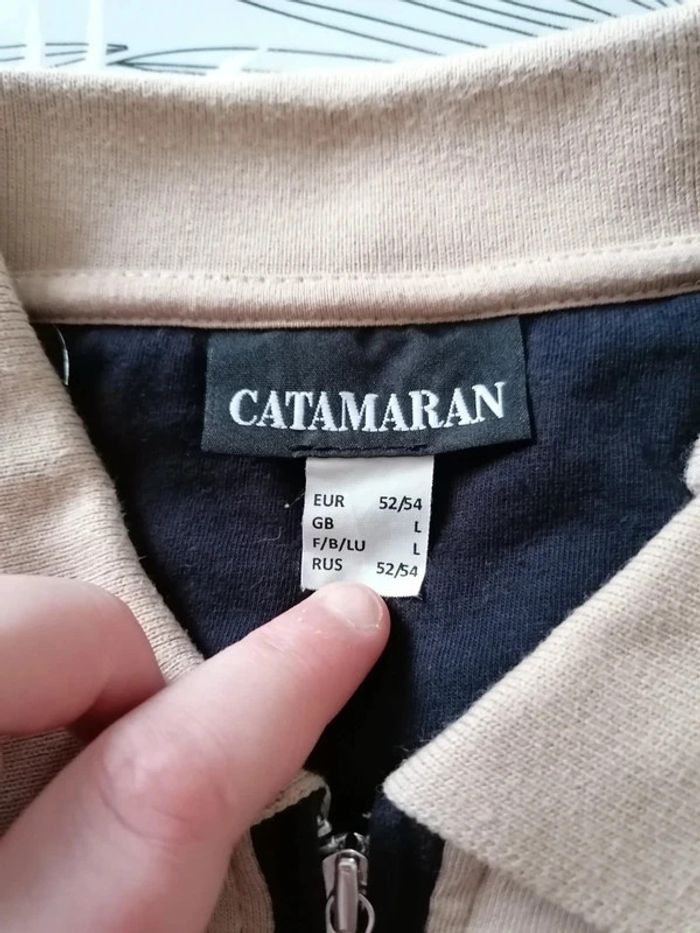 CATAMARAN
EUR 52/54
GB L
F/B/LU L
RUS 52/54